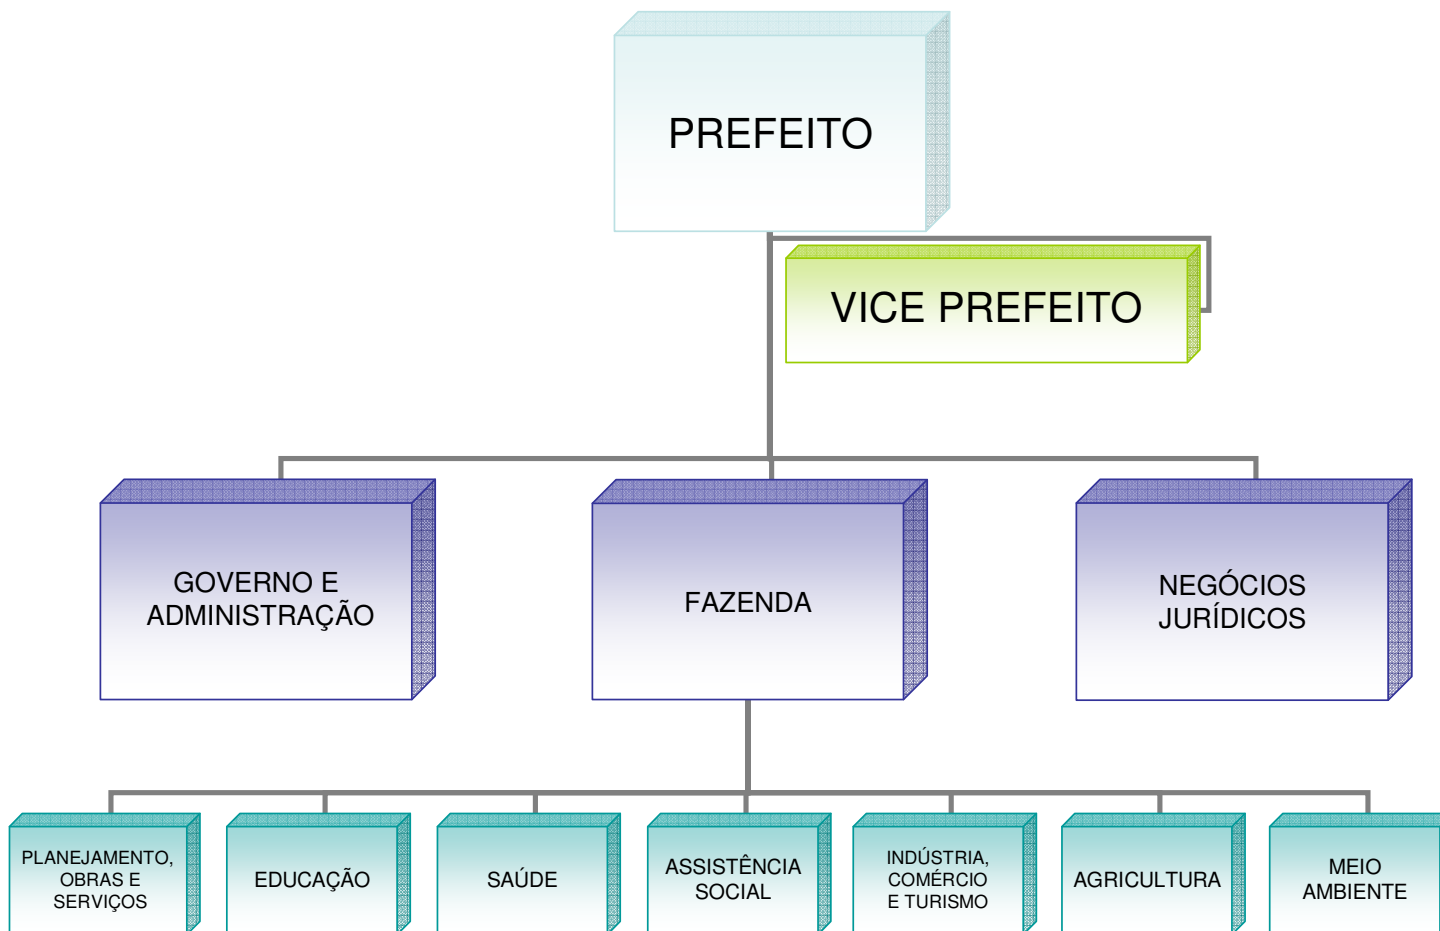 PREFEITO
VICE PREFEITO
GOVERNO E
ADMINISTRAÇÃO
FAZENDA
NEGÓCIOS
JURÍDICOS
PLANEJAMENTO,
OBRAS E
SERVIÇOS
EDUCAÇÃO
SAÚDE
ASSISTÊNCIA
SOCIAL
INDÚSTRIA,
COMÉRCIO
E TURISMO
AGRICULTURA
MEIO
AMBIENTE